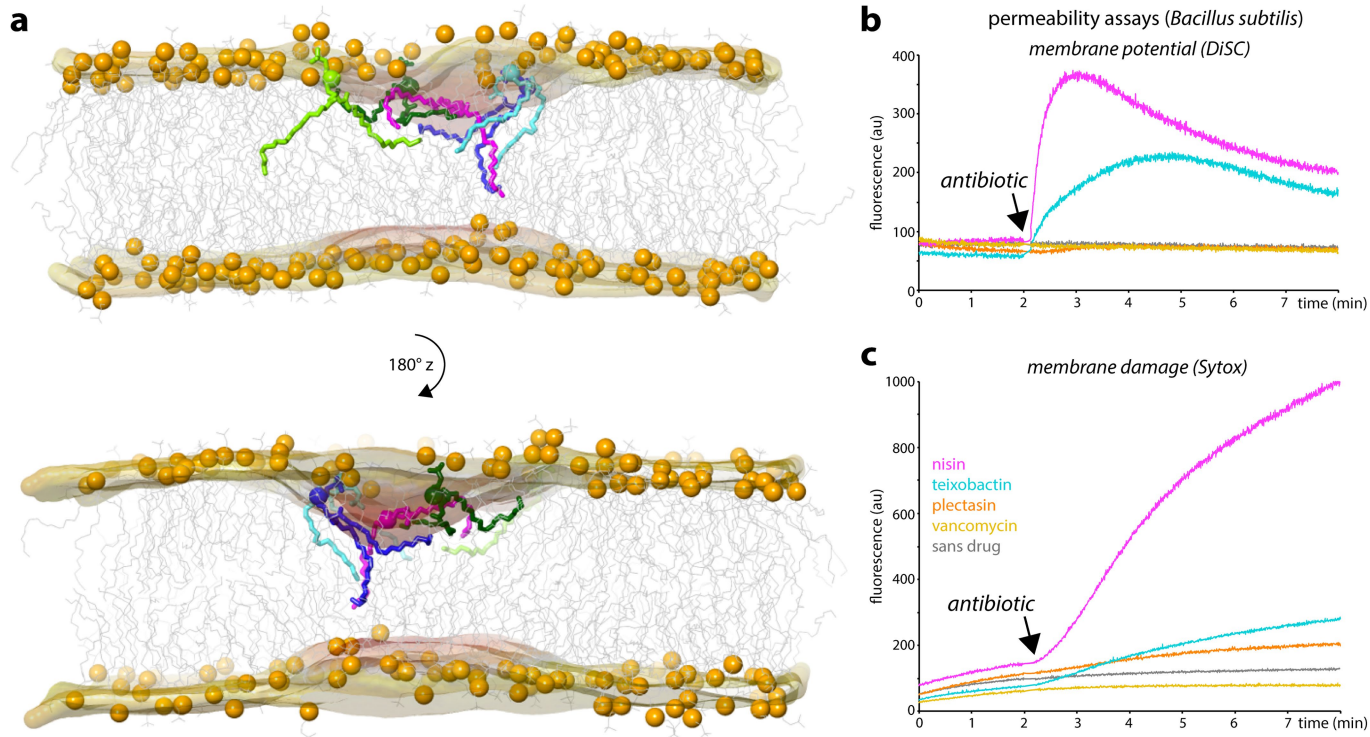 a
180° z
b
permeability assays (Bacillus subtilis)
membrane potential (DiSC)
400
300
200
100
0
fluorescence (au)
antibiotic
0 1 2 3 4 5 6 7 time (min)
c
membrane damage (Sytox)
1000
800
600
400
200
0
fluorescence (au)
nisin
teixobactin
plectasin
vancomycin
sans drug
antibiotic
0 1 2 3 4 5 6 7 time (min)